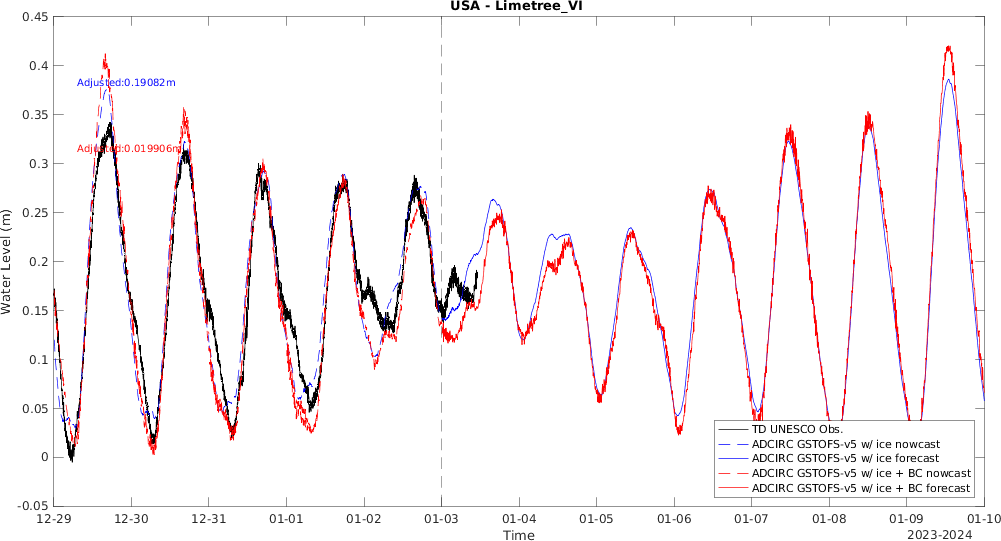 USA - Limetree_VI
0.45
0.4
0.35
0.3
0.25
0.2
0.15
0.1
0.05
0
-0.05
Water Level (m)
Adjusted:0.19082m
Adjusted:0.019906m
TD UNESCO Obs.
ADCIRC GSTOFS-v5 w/ ice nowcast
ADCIRC GSTOFS-v5 w/ ice forecast
ADCIRC GSTOFS-v5 w/ ice + BC nowcast
ADCIRC GSTOFS-v5 w/ ice + BC forecast
12-29 12-30 12-31 01-01 01-02 01-03 01-04 01-05 01-06 01-07 01-08 01-09 01-10
Time
2023-2024